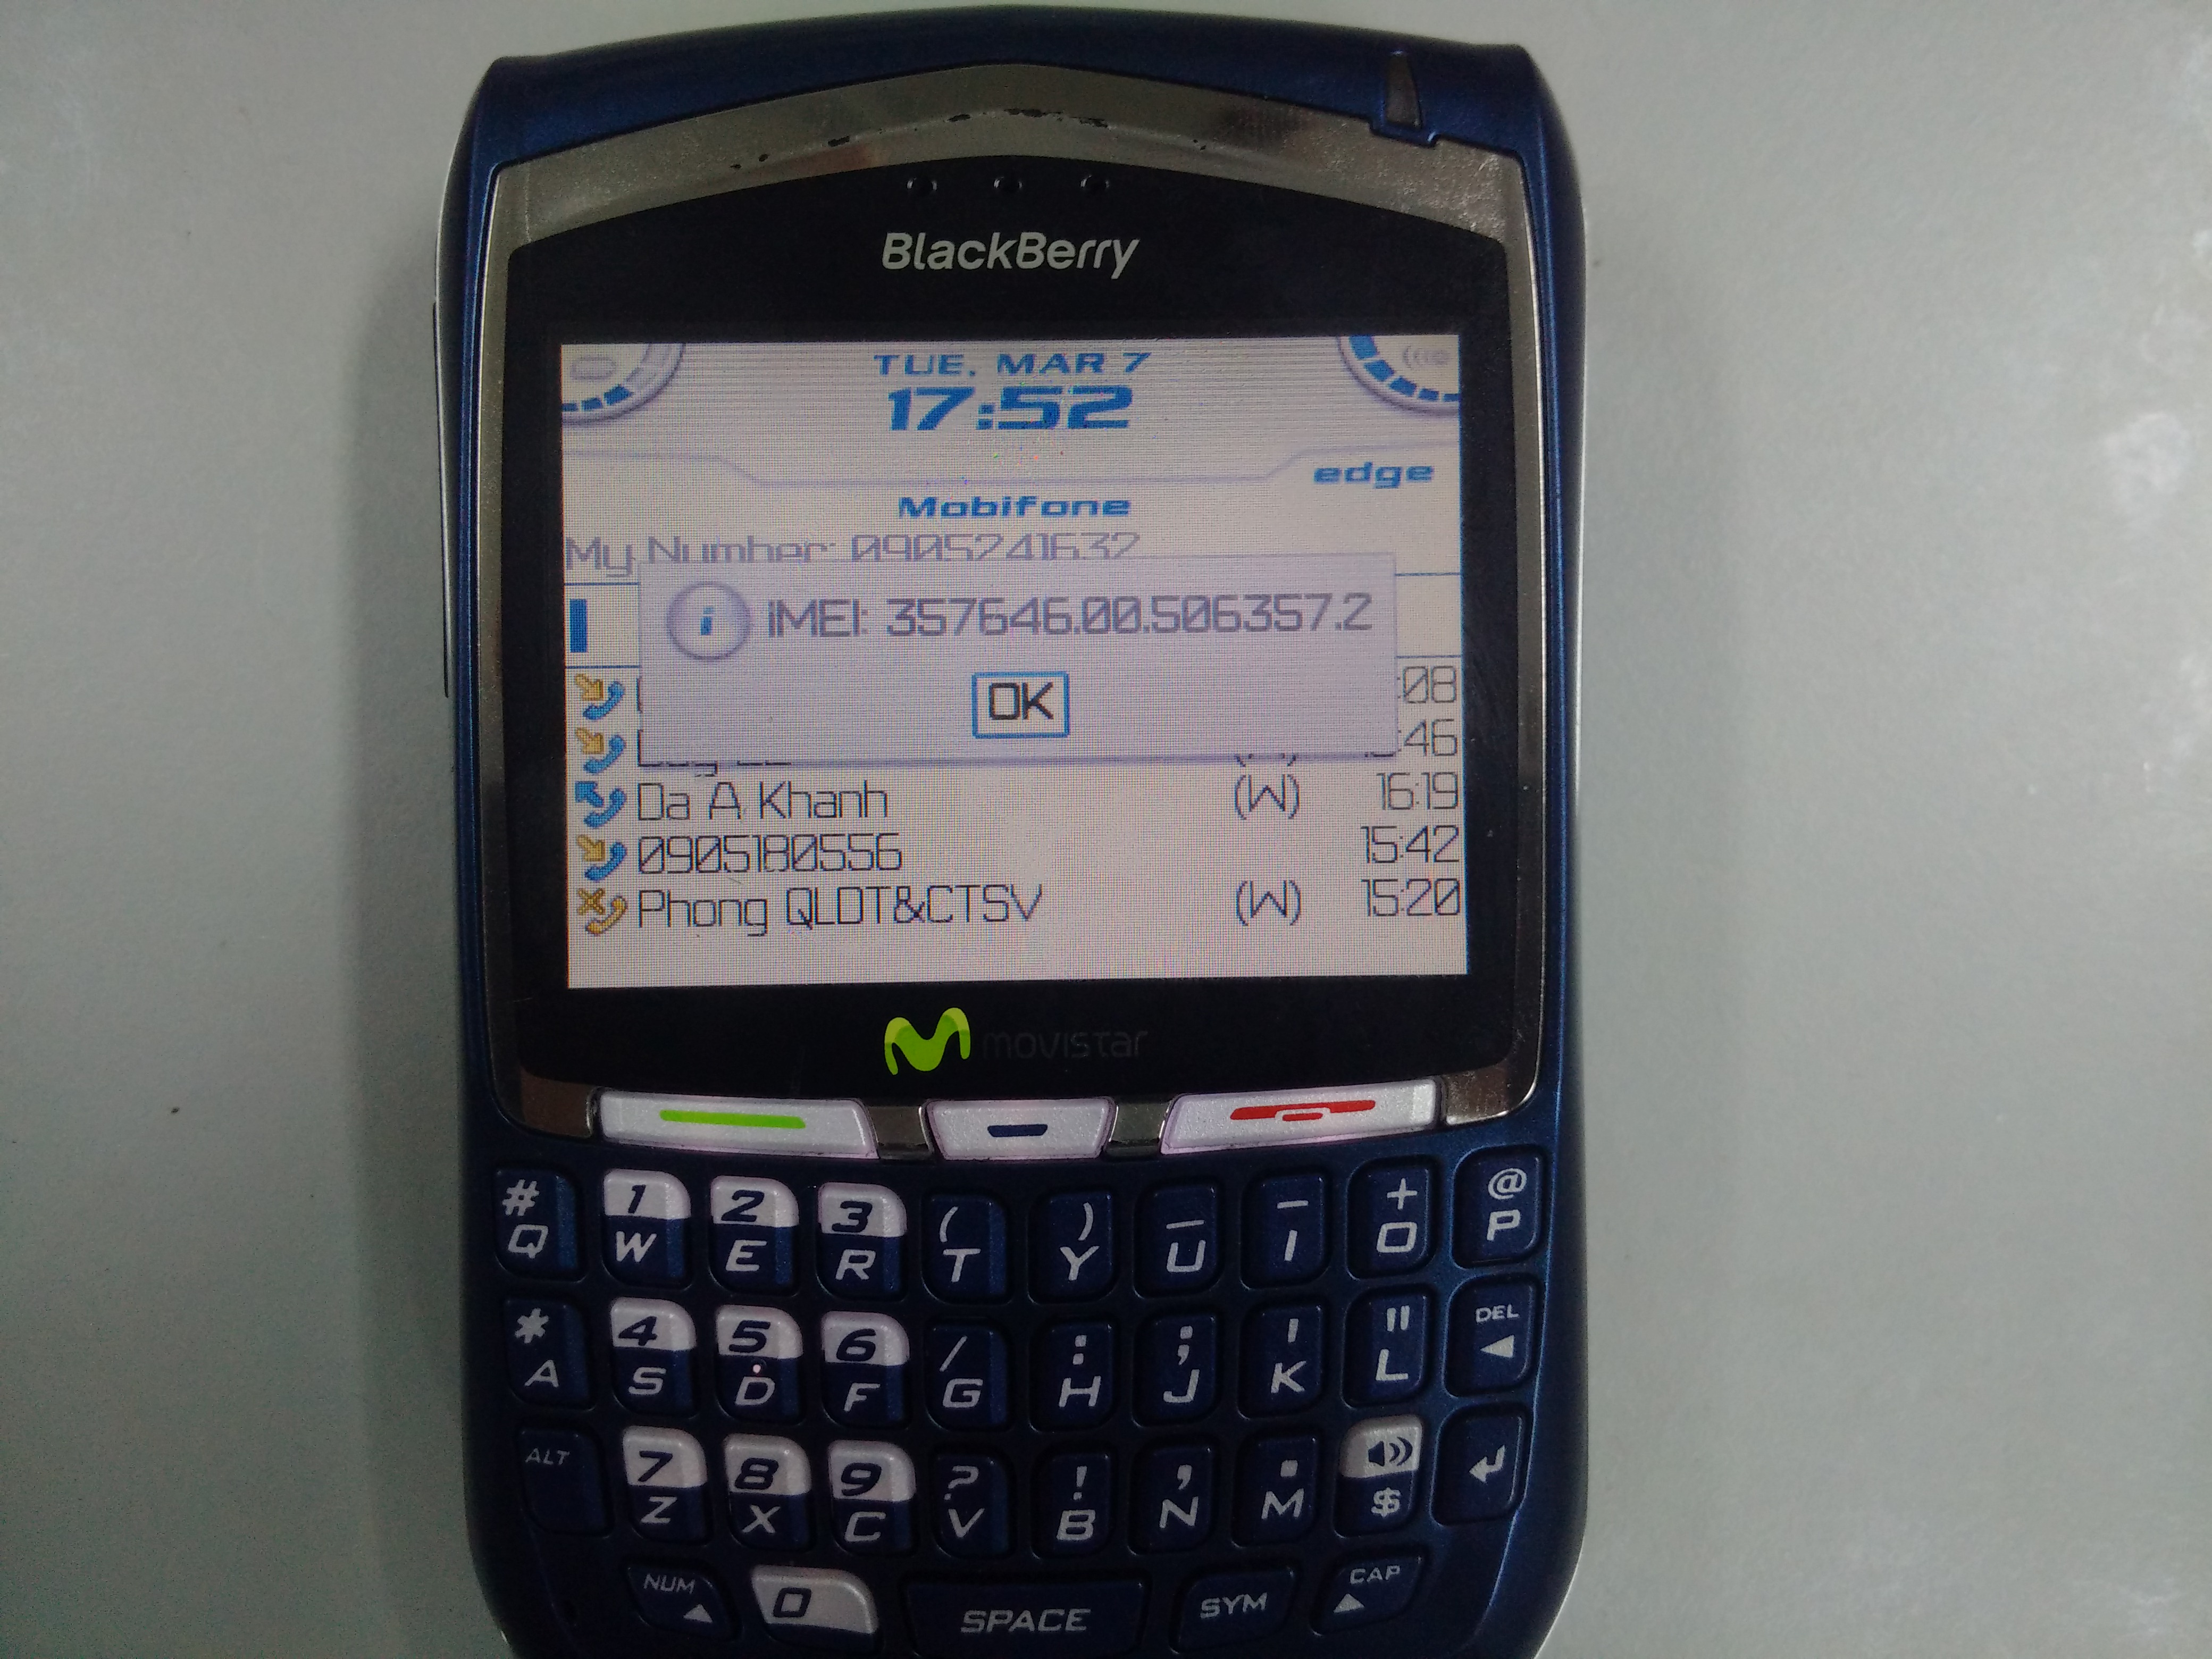 BlackBerry
TUE, MAR 7
17:52
edge
Mobifone
My Number: 0905241632
iMEI: 357646.00.506357.2
OK
:08
:46
Da A Khanh (W) 16:19
0905180556 15:42
Phong QLDT&CTSV (W) 15:20
movistar
# 1 2 3 ( ) _ - + @
Q W E R T Y U I O P
* 4 5 6 / : ; ' " DEL
A S D F G H J K L
ALT 7 8 9 ? ! , .
Z X C V B N M $
NUM 0 SPACE SYM CAP